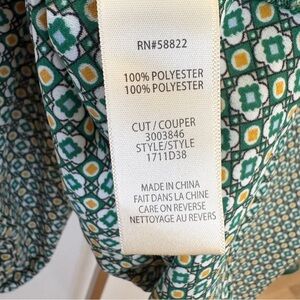 RN#58822
100% POLYESTER
100% POLYESTER
CUT / COUPER
3003846
STYLE/STYLE
1711D38
MADE IN CHINA
FAIT DANS LA CHINE
CARE ON REVERSE
NETTOYAGE AU REVERS